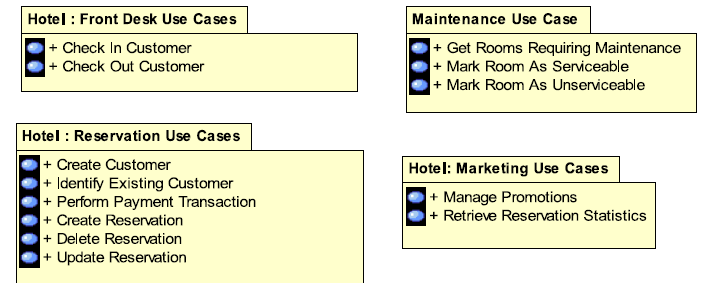 Hotel : Front Desk Use Cases
+ Check In Customer
+ Check Out Customer
Maintenance Use Case
+ Get Rooms Requiring Maintenance
+ Mark Room As Serviceable
+ Mark Room As Unserviceable
Hotel : Reservation Use Cases
+ Create Customer
+ Identify Existing Customer
+ Perform Payment Transaction
+ Create Reservation
+ Delete Reservation
+ Update Reservation
Hotel: Marketing Use Cases
+ Manage Promotions
+ Retrieve Reservation Statistics